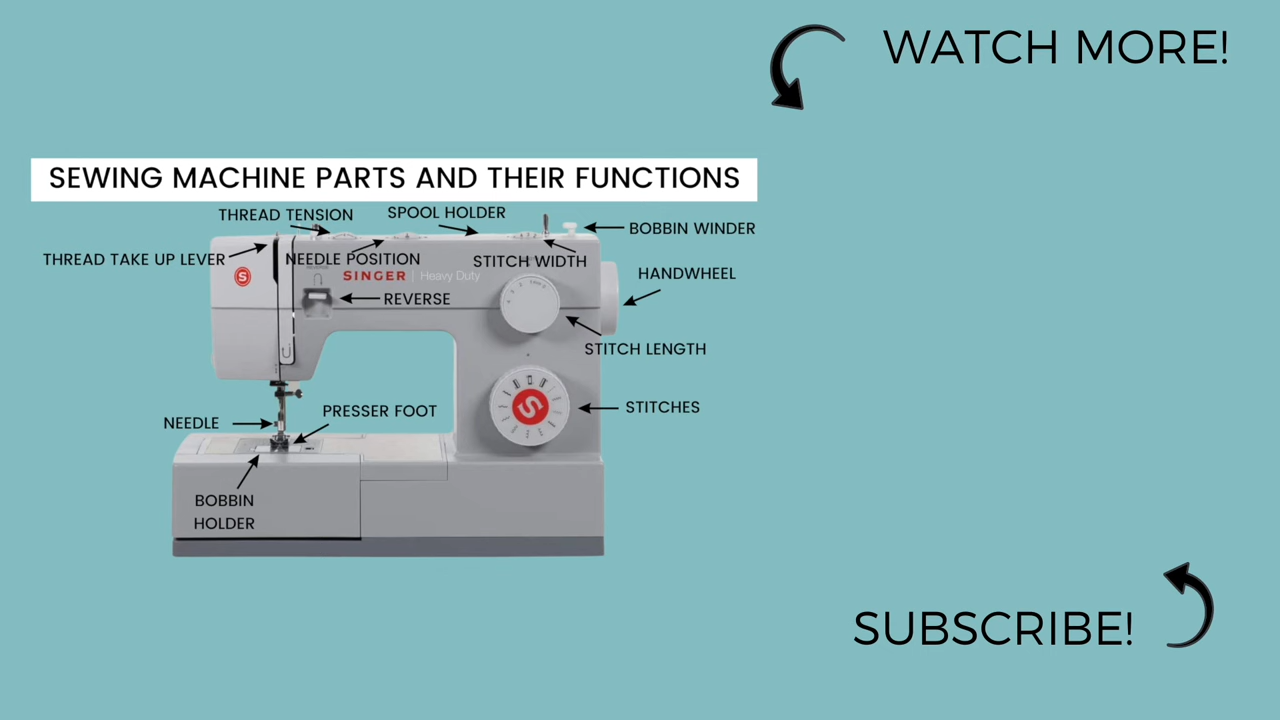 WATCH MORE!
SEWING MACHINE PARTS AND THEIR FUNCTIONS
THREAD TENSION
SPOOL HOLDER
BOBBIN WINDER
THREAD TAKE UP LEVER
NEEDLE POSITION
STITCH WIDTH
SINGER | Heavy Duty
HANDWHEEL
S
REVERSE
STITCH LENGTH
STITCHES
S
PRESSER FOOT
NEEDLE
BOBBIN
HOLDER
SUBSCRIBE!